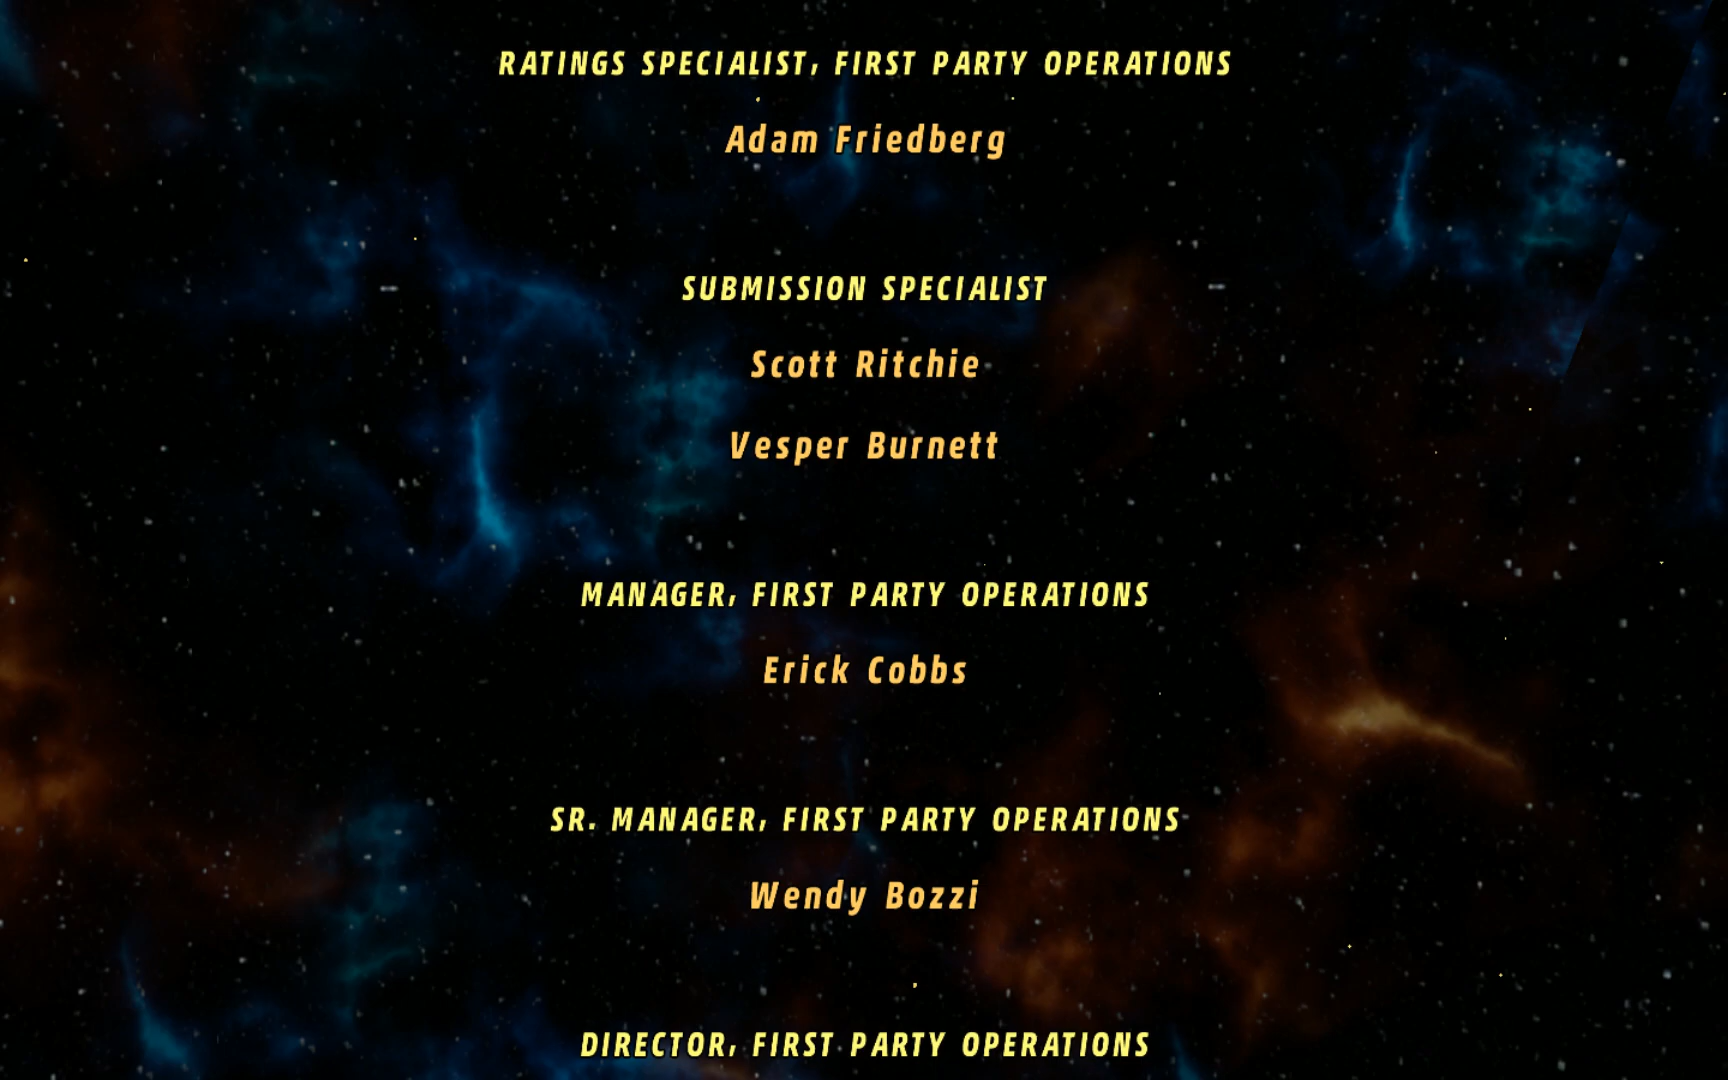 RATINGS SPECIALIST, FIRST PARTY OPERATIONS
Adam Friedberg
SUBMISSION SPECIALIST
Scott Ritchie
Vesper Burnett
MANAGER, FIRST PARTY OPERATIONS
Erick Cobbs
SR. MANAGER, FIRST PARTY OPERATIONS
Wendy Bozzi
DIRECTOR, FIRST PARTY OPERATIONS